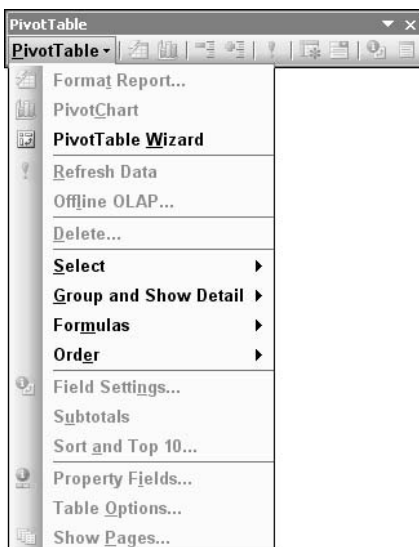 PivotTable
PivotTable
Format Report...
PivotChart
PivotTable Wizard
Refresh Data
Offline OLAP...
Delete...
Select
Group and Show Detail
Formulas
Order
Field Settings...
Subtotals
Sort and Top 10...
Property Fields...
Table Options...
Show Pages...